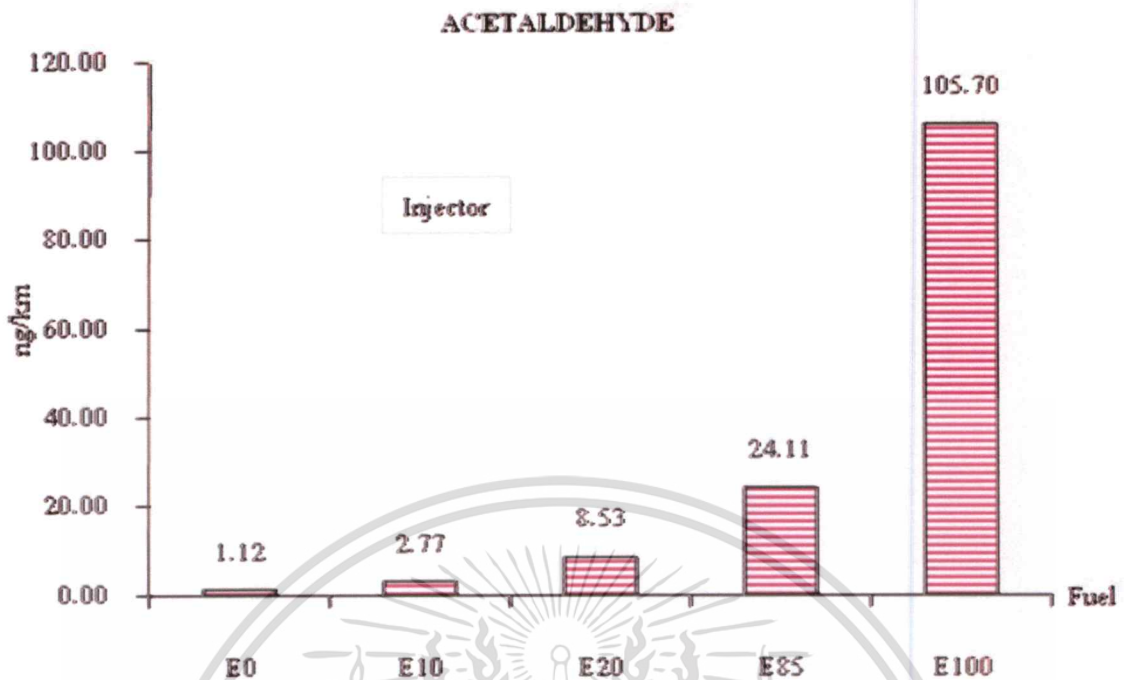 ACETALDEHYDE
120.00
100.00
80.00
60.00
40.00
20.00
0.00
ng/km
Injector
1.12
2.77
8.53
24.11
105.70
E0
E10
E20
E85
E100
Fuel